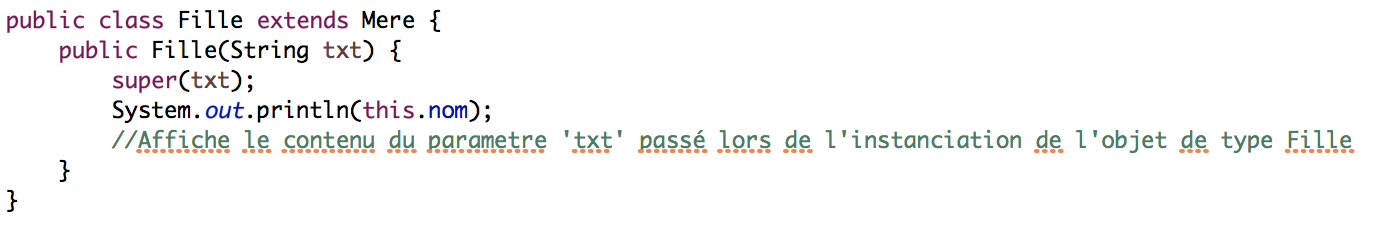 public class Fille extends Mere {
    public Fille(String txt) {
        super(txt);
        System.out.println(this.nom);
        //Affiche le contenu du parametre 'txt' passé lors de l'instanciation de l'objet de type Fille
    }
}